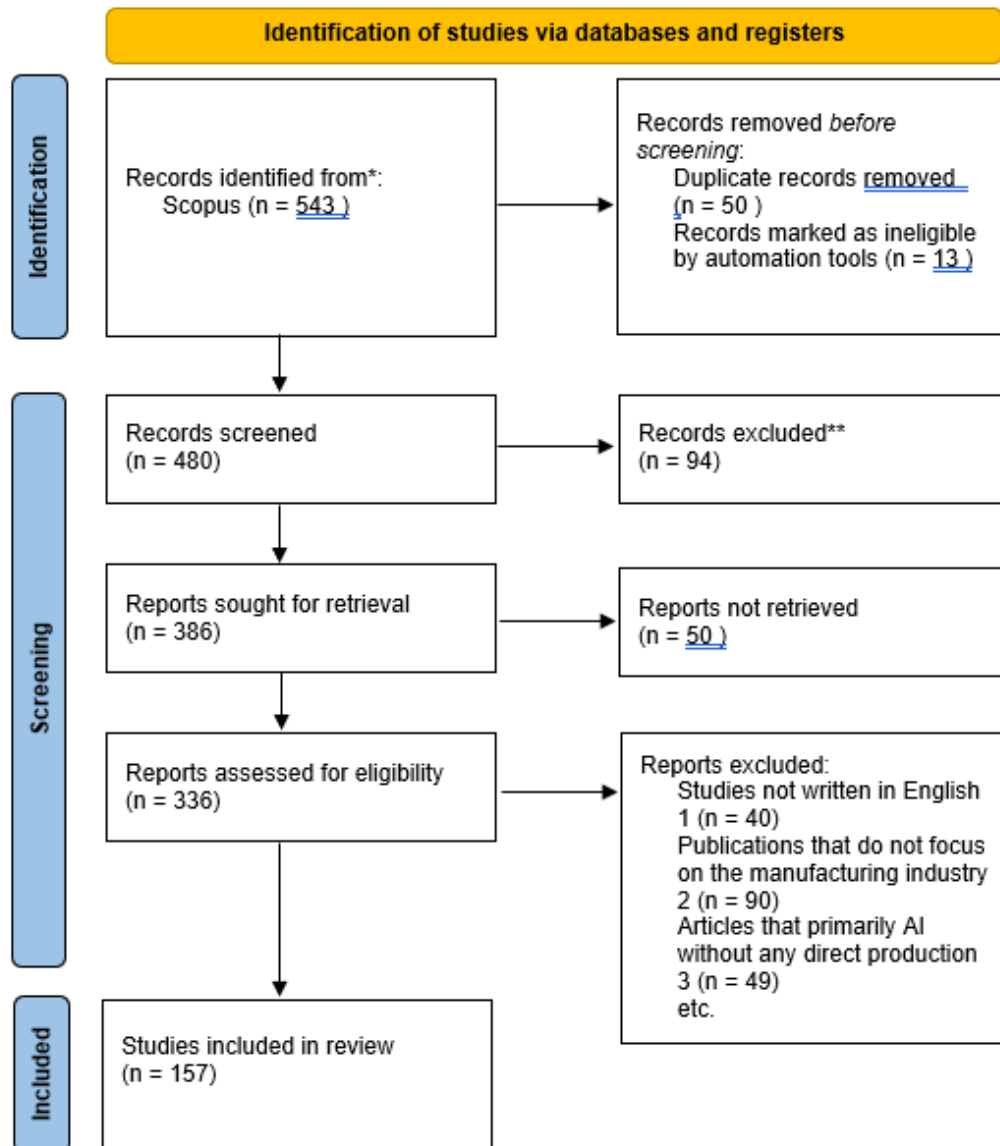 Identification of studies via databases and registers
Identification
Records identified from*:
Scopus (n = 543 )
Records removed before
screening:
Duplicate records removed
(n = 50 )
Records marked as ineligible
by automation tools (n = 13 )
Screening
Records screened
(n = 480)
Records excluded**
(n = 94)
Reports sought for retrieval
(n = 386)
Reports not retrieved
(n = 50 )
Reports assessed for eligibility
(n = 336)
Reports excluded:
Studies not written in English
1 (n = 40)
Publications that do not focus
on the manufacturing industry
2 (n = 90)
Articles that primarily AI
without any direct production
3 (n = 49)
etc.
Included
Studies included in review
(n = 157)